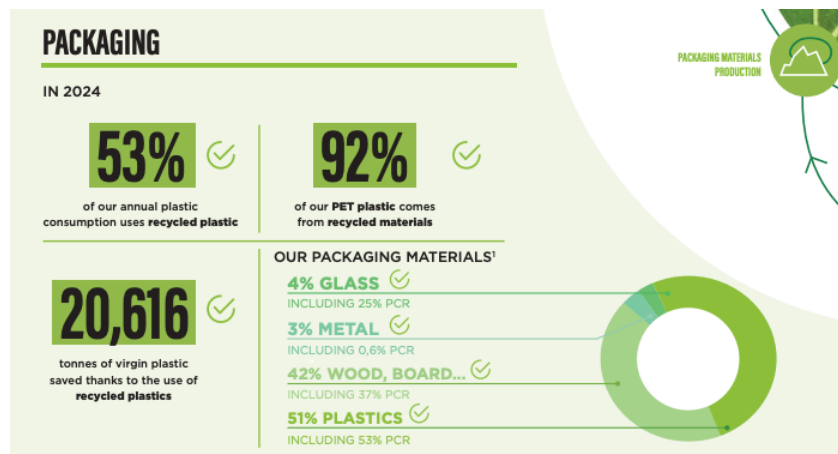 PACKAGING
PACKAGING MATERIALS
PRODUCTION
IN 2024
53%
of our annual plastic
consumption uses recycled plastic
92%
of our PET plastic comes
from recycled materials
20,616
tonnes of virgin plastic
saved thanks to the use of
recycled plastics
OUR PACKAGING MATERIALS¹
4% GLASS
INCLUDING 25% PCR
3% METAL
INCLUDING 0,6% PCR
42% WOOD, BOARD...
INCLUDING 37% PCR
51% PLASTICS
INCLUDING 53% PCR